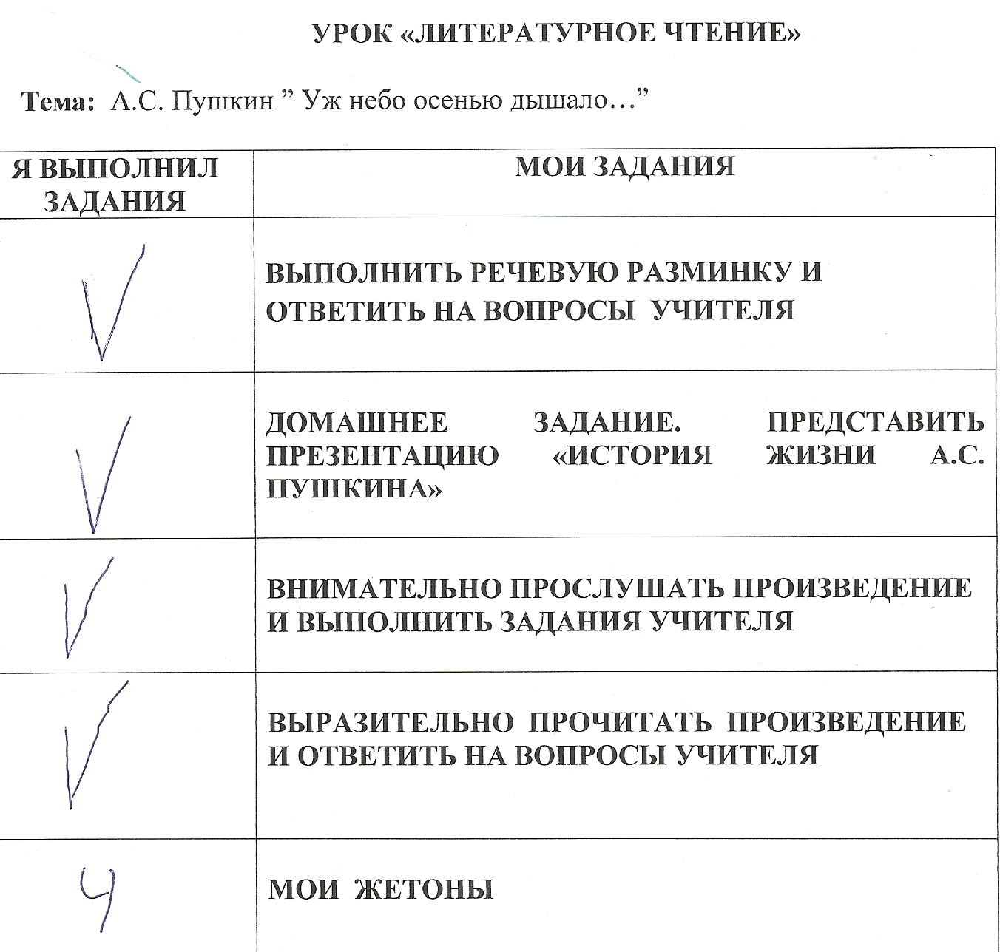 УРОК «ЛИТЕРАТУРНОЕ ЧТЕНИЕ»
Тема: А.С. Пушкин ” Уж небо осенью дышало…”
Я ВЫПОЛНИЛ
ЗАДАНИЯ
МОИ ЗАДАНИЯ
ВЫПОЛНИТЬ РЕЧЕВУЮ РАЗМИНКУ И
ОТВЕТИТЬ НА ВОПРОСЫ УЧИТЕЛЯ
ДОМАШНЕЕ ЗАДАНИЕ. ПРЕДСТАВИТЬ
ПРЕЗЕНТАЦИЮ «ИСТОРИЯ ЖИЗНИ А.С.
ПУШКИНА»
ВНИМАТЕЛЬНО ПРОСЛУШАТЬ ПРОИЗВЕДЕНИЕ
И ВЫПОЛНИТЬ ЗАДАНИЯ УЧИТЕЛЯ
ВЫРАЗИТЕЛЬНО ПРОЧИТАТЬ ПРОИЗВЕДЕНИЕ
И ОТВЕТИТЬ НА ВОПРОСЫ УЧИТЕЛЯ
4
МОИ ЖЕТОНЫ